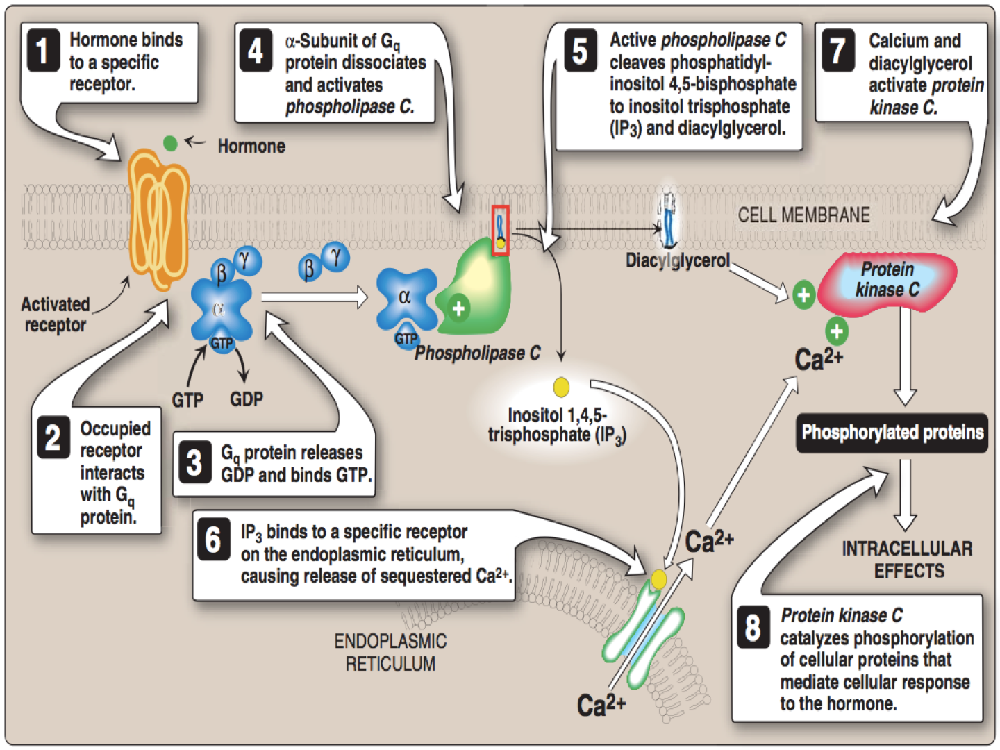 1
Hormone binds
to a specific
receptor.
4
α-Subunit of Gq
protein dissociates
and activates
phospholipase C.
5
Active phospholipase C
cleaves phosphatidyl-
inositol 4,5-bisphosphate
to inositol trisphosphate
(IP3) and diacylglycerol.
7
Calcium and
diacylglycerol
activate protein
kinase C.
Hormone
CELL MEMBRANE
Diacylglycerol
Activated
receptor
β
γ
α
GTP
GTP
GDP
β
γ
α
GTP
+
Phospholipase C
Protein
kinase C
+
+
Ca2+
Inositol 1,4,5-
trisphosphate (IP3)
Phosphorylated proteins
INTRACELLULAR
EFFECTS
2
Occupied
receptor
interacts
with Gq
protein.
3
Gq protein releases
GDP and binds GTP.
6
IP3 binds to a specific receptor
on the endoplasmic reticulum,
causing release of sequestered Ca2+.
Ca2+
ENDOPLASMIC
RETICULUM
Ca2+
8
Protein kinase C
catalyzes phosphorylation
of cellular proteins that
mediate cellular response
to the hormone.